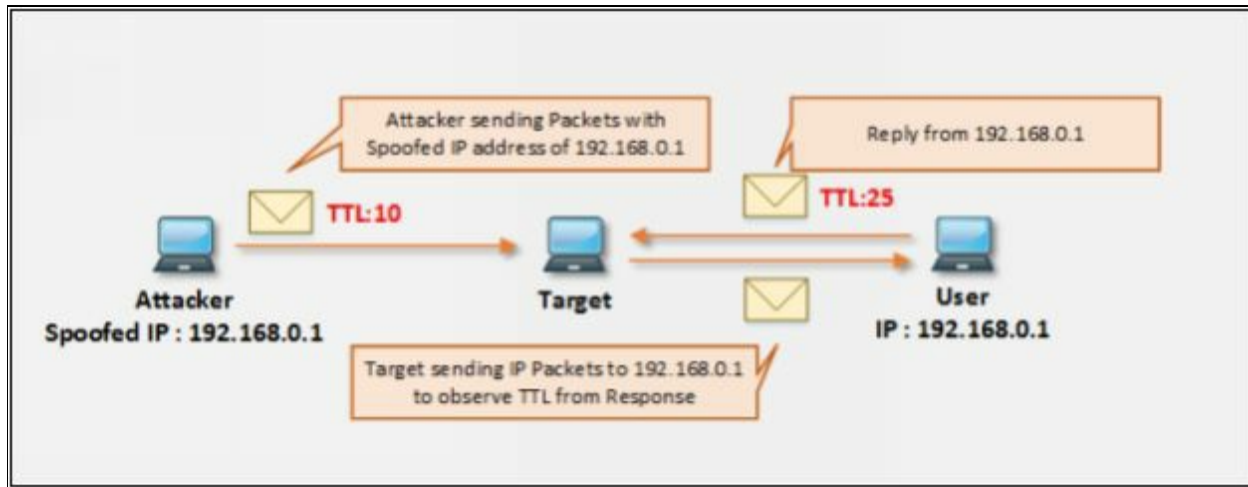 Attacker sending Packets with
Spoofed IP address of 192.168.0.1
Reply from 192.168.0.1
TTL:10
TTL:25
Attacker
Spoofed IP : 192.168.0.1
Target
User
IP : 192.168.0.1
Target sending IP Packets to 192.168.0.1
to observe TTL from Response